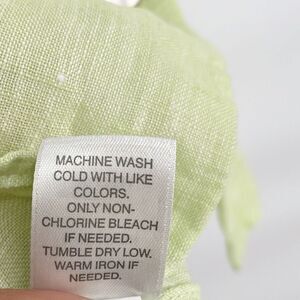 MACHINE WASH
COLD WITH LIKE
COLORS.
ONLY NON-
CHLORINE BLEACH
IF NEEDED.
TUMBLE DRY LOW.
WARM IRON IF
NEEDED.